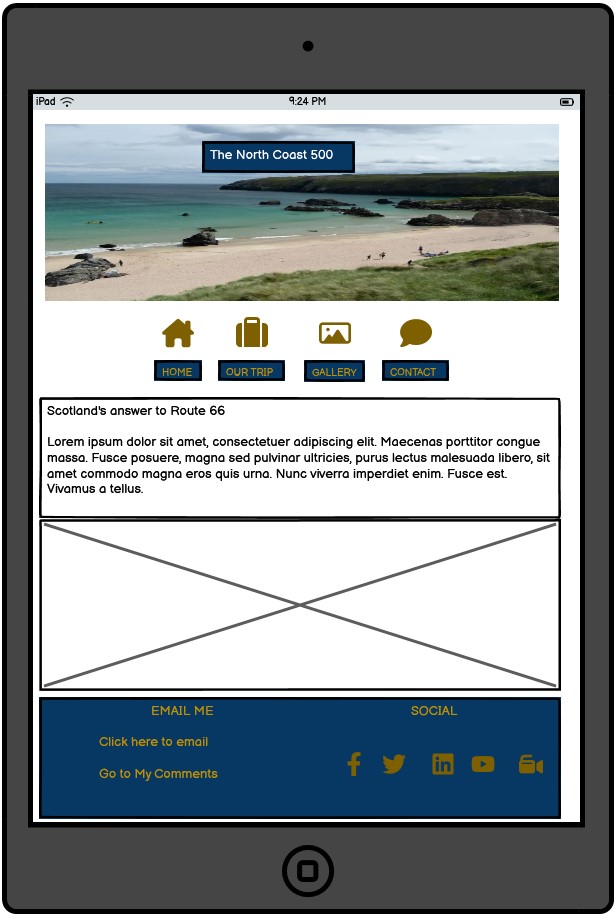 iPad
9:24 PM
The North Coast 500
HOME
OUR TRIP
GALLERY
CONTACT
Scotland's answer to Route 66
Lorem ipsum dolor sit amet, consectetuer adipiscing elit. Maecenas porttitor congue
massa. Fusce posuere, magna sed pulvinar ultricies, purus lectus malesuada libero, sit
amet commodo magna eros quis urna. Nunc viverra imperdiet enim. Fusce est.
Vivamus a tellus.
EMAIL ME
SOCIAL
Click here to email
Go to My Comments